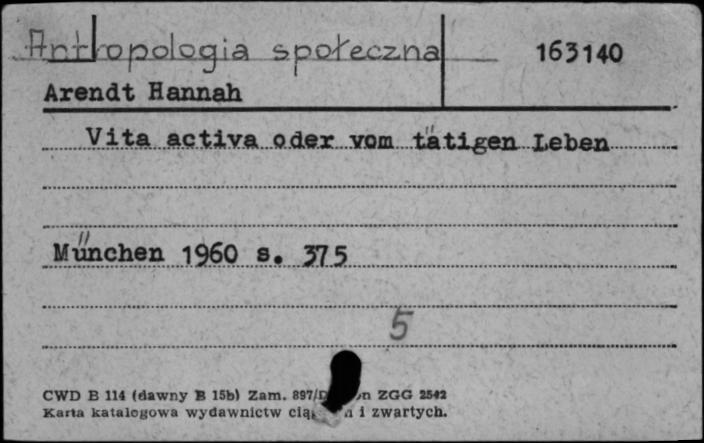 Antropologia społeczna 163140
Arendt Hannah
Vita activa oder vom tätigen Leben
München 1960 s. 375
5
CWD B 114 (dawny B 15b) Zam. 897/ ZGG 2542
Karta katalogowa wydawnictw i zwartych.